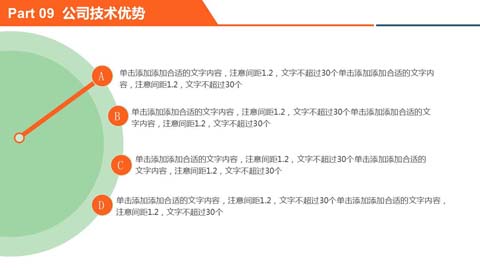 Part 09 公司技术优势
A
单击添加添加合适的文字内容，注意间距1.2，文字不超过30个单击添加添加合适的文字内
容，注意间距1.2，文字不超过30个
B
单击添加添加合适的文字内容，注意间距1.2，文字不超过30个单击添加添加合适的文
字内容，注意间距1.2，文字不超过30个
C
单击添加添加合适的文字内容，注意间距1.2，文字不超过30个单击添加添加合适的
文字内容，注意间距1.2，文字不超过30个
D
单击添加添加合适的文字内容，注意间距1.2，文字不超过30个单击添加添加合适的文字内容，
注意间距1.2，文字不超过30个